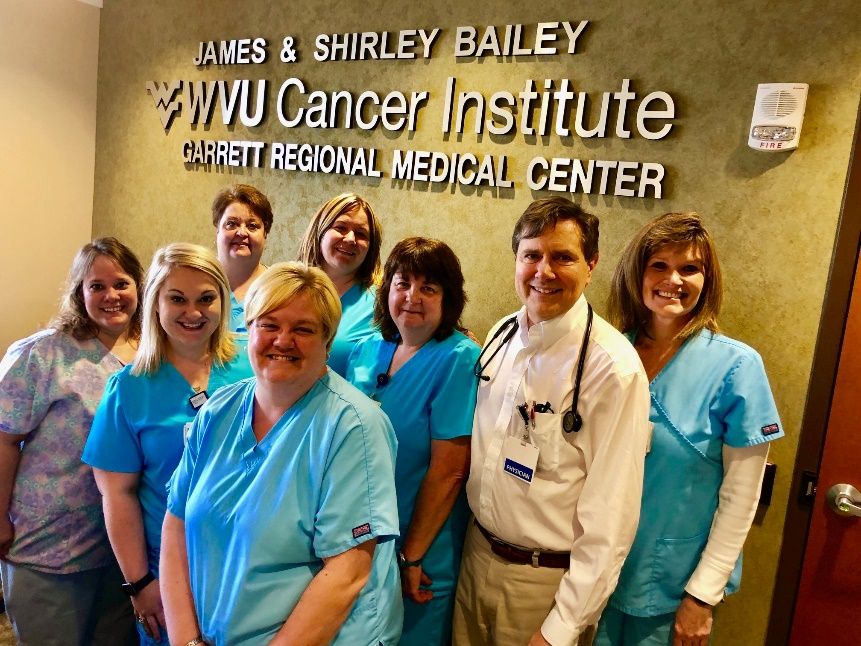 JAMES & SHIRLEY BAILEY
WVU Cancer Institute
GARRETT REGIONAL MEDICAL CENTER
FIRE
PHYSICIAN